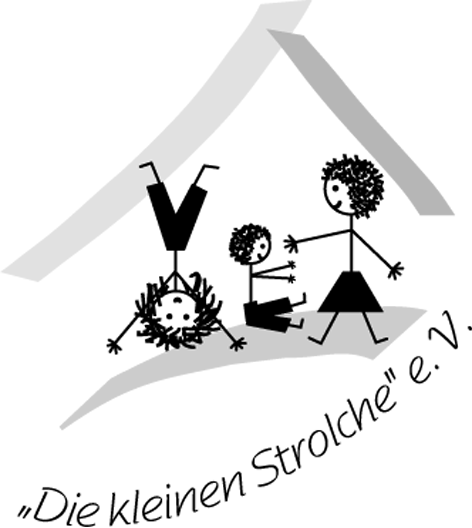 „Die kleinen Strolche" e. V.